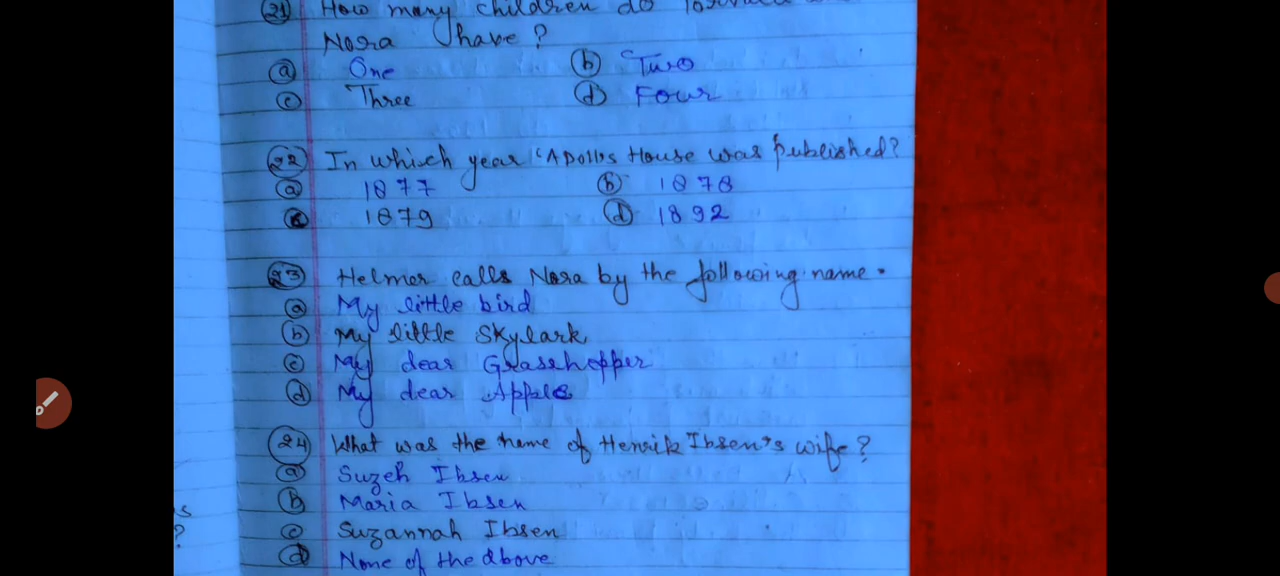 (21) How many children do Torvald and
Nora have?
(a) One (b) Two
(c) Three (d) Four
(22) In which year 'A Doll's House was published?
(a) 1877 (b) 1878
(c) 1879 (d) 1892
(23) Helmer calls Nora by the following name.
(a) My little bird
(b) My little Skylark
(c) My dear Grasshopper
(d) My dear Apple
(24) What was the name of Henrik Ibsen's wife?
(a) Suzeh Ibsen
(b) Maria Ibsen
(c) Suzannah Ibsen
(d) None of the above
s
?